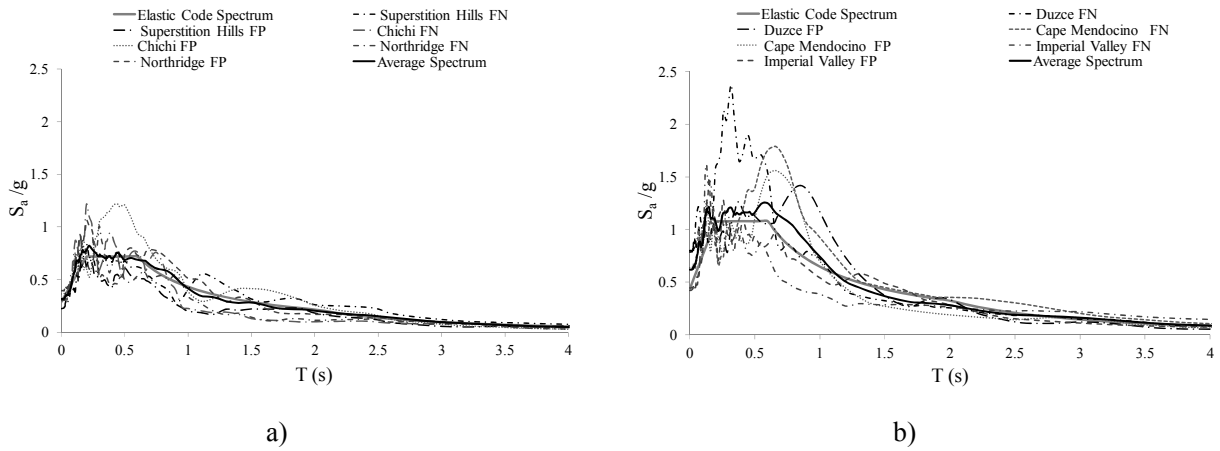 Elastic Code Spectrum Superstition Hills FN
Superstition Hills FP Chichi FN
Chichi FP Northridge FN
Northridge FP Average Spectrum
2.5
2
1.5
1
0.5
0
Sa /g
0 0.5 1 1.5 2 2.5 3 3.5 4
T (s)
a)
Elastic Code Spectrum Duzce FN
Duzce FP Cape Mendocino FN
Cape Mendocino FP Imperial Valley FN
Imperial Valley FP Average Spectrum
2.5
2
1.5
1
0.5
0
Sa /g
0 0.5 1 1.5 2 2.5 3 3.5 4
T (s)
b)